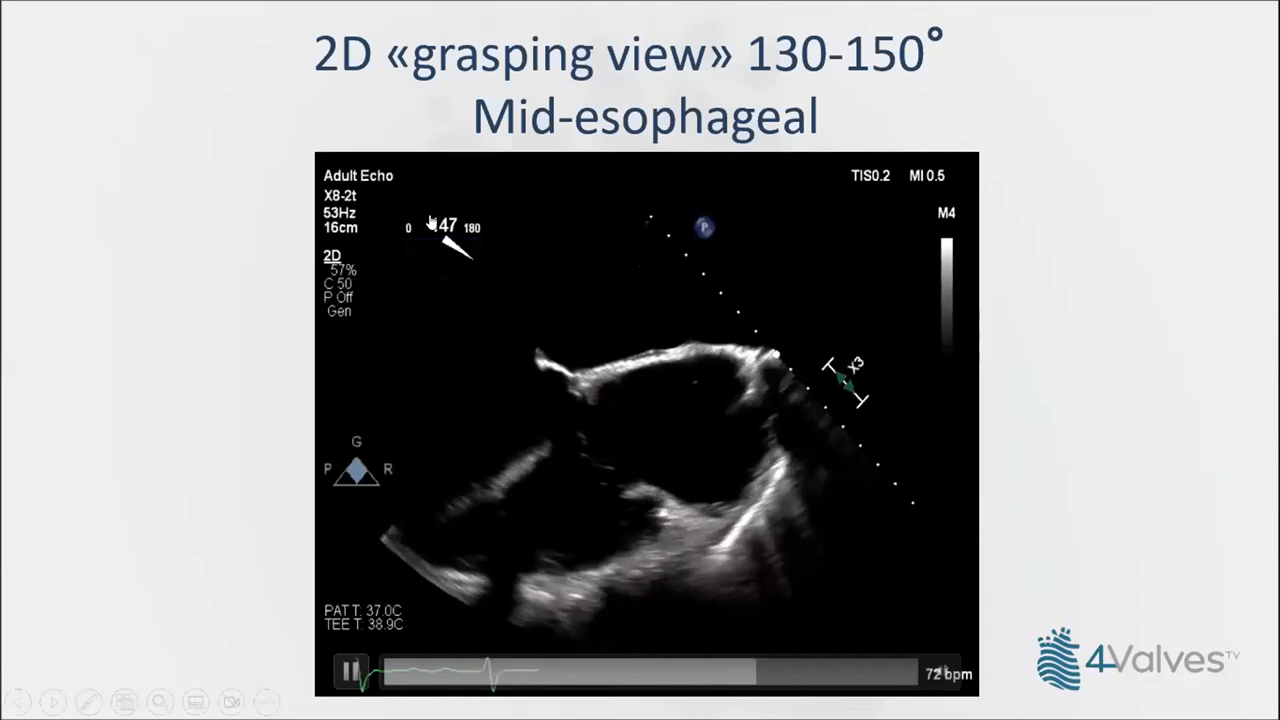 2D «grasping view» 130-150°
Mid-esophageal
Adult Echo
TIS0.2 MI 0.5
X8-2t
53Hz
16cm
0 180
M4
P
2D
57%
C 50
P Off
Gen
X3
G
P R
PAT T: 37.0C
TEE T: 38.9C
72 bpm
4Valves TV